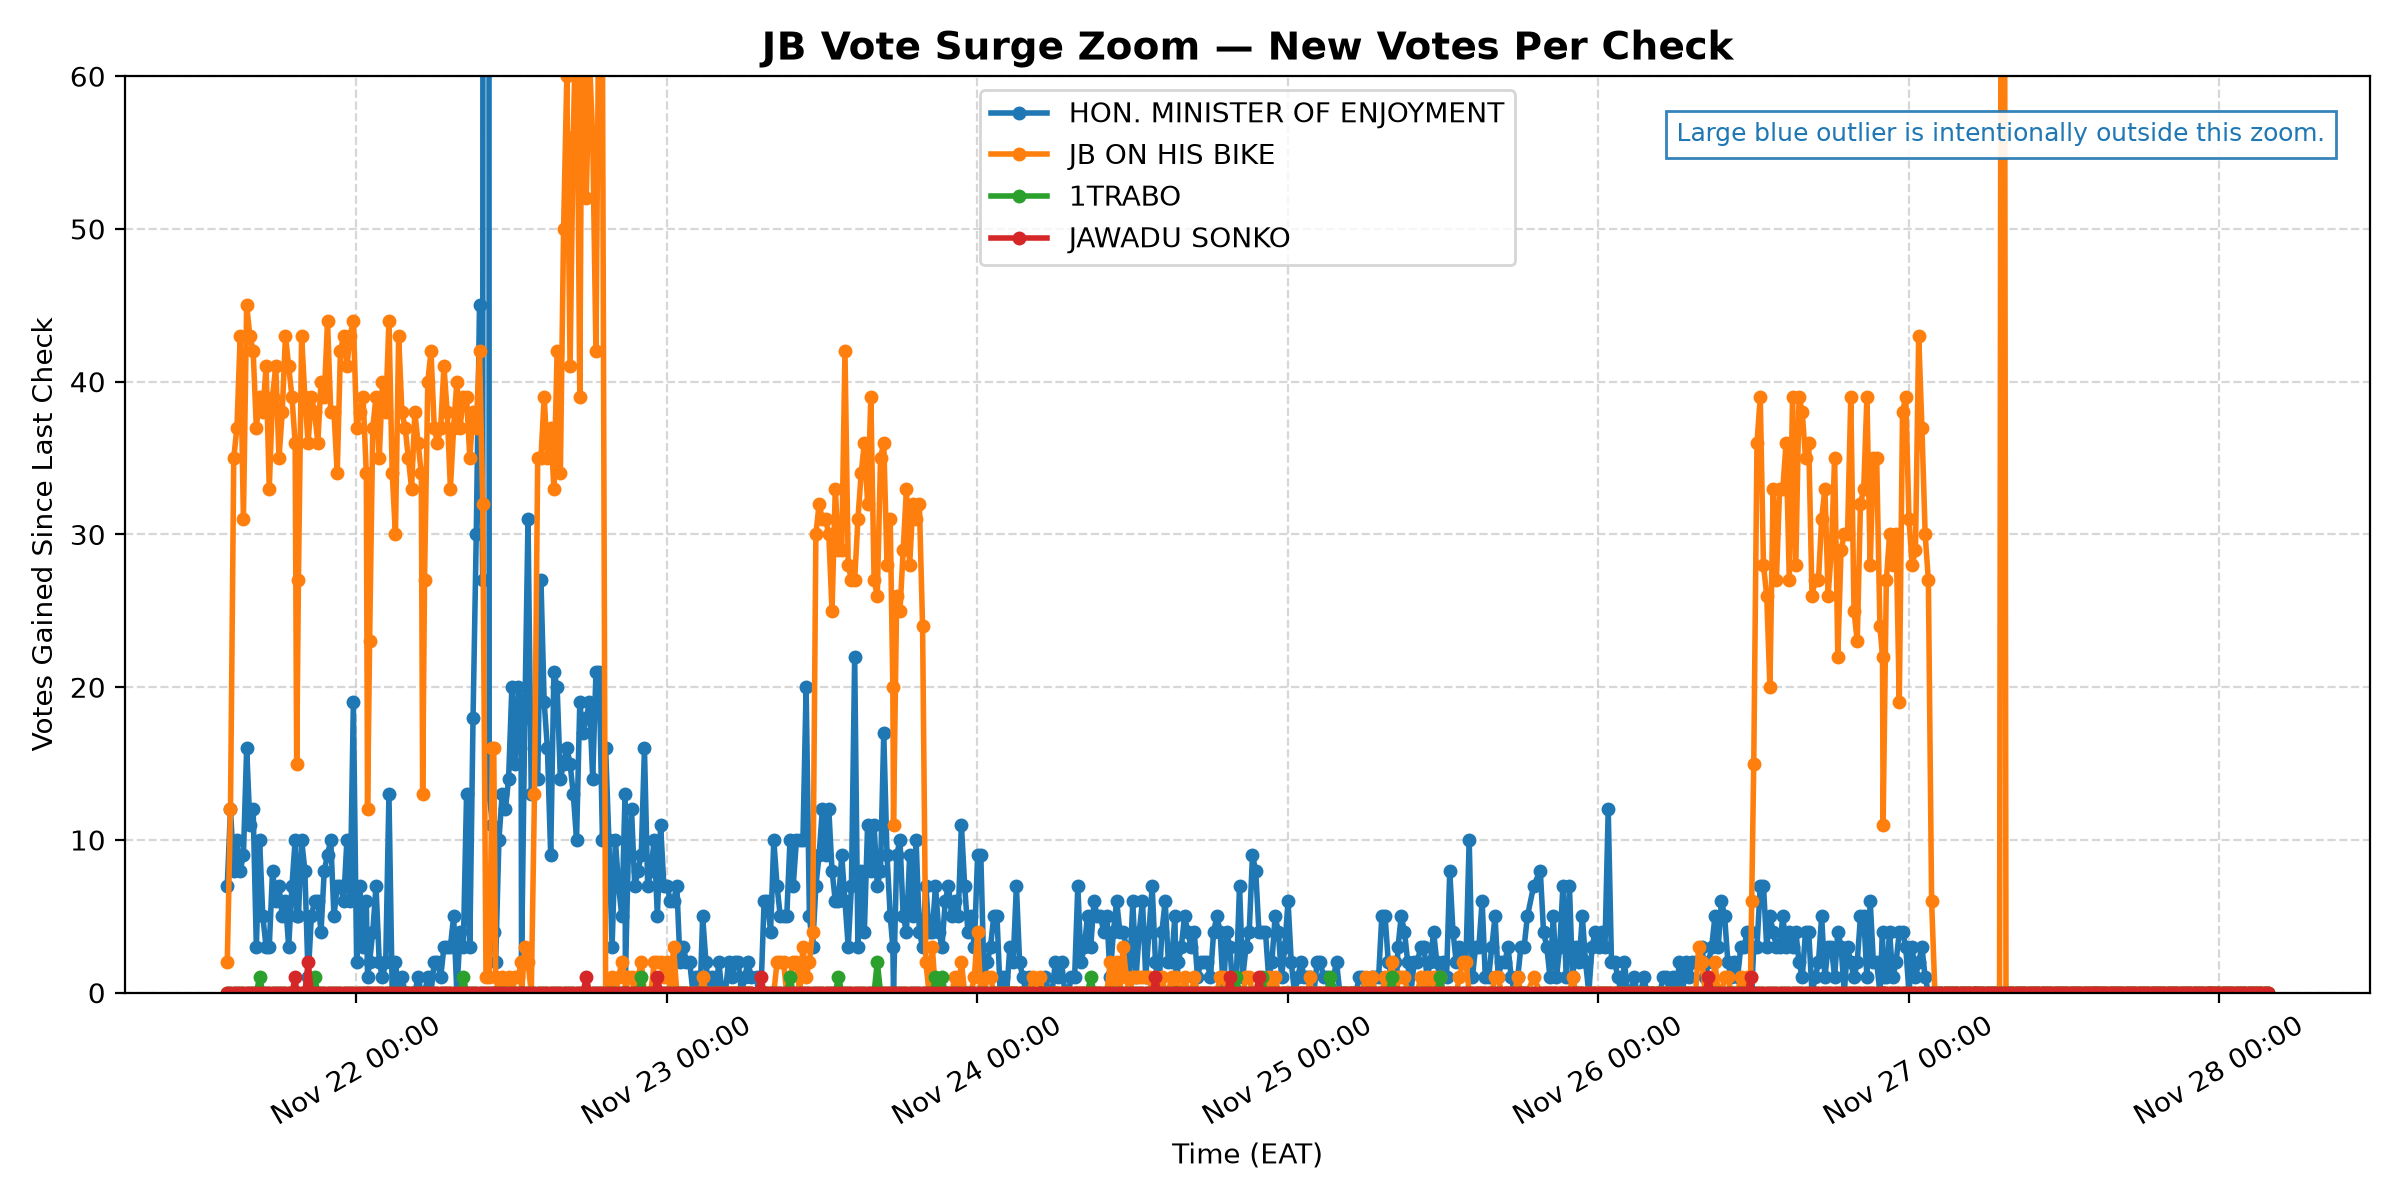 JB Vote Surge Zoom — New Votes Per Check
Votes Gained Since Last Check
60
50
40
30
20
10
0
HON. MINISTER OF ENJOYMENT
JB ON HIS BIKE
1TRABO
JAWADU SONKO
Large blue outlier is intentionally outside this zoom.
Nov 22 00:00
Nov 23 00:00
Nov 24 00:00
Nov 25 00:00
Nov 26 00:00
Nov 27 00:00
Nov 28 00:00
Time (EAT)